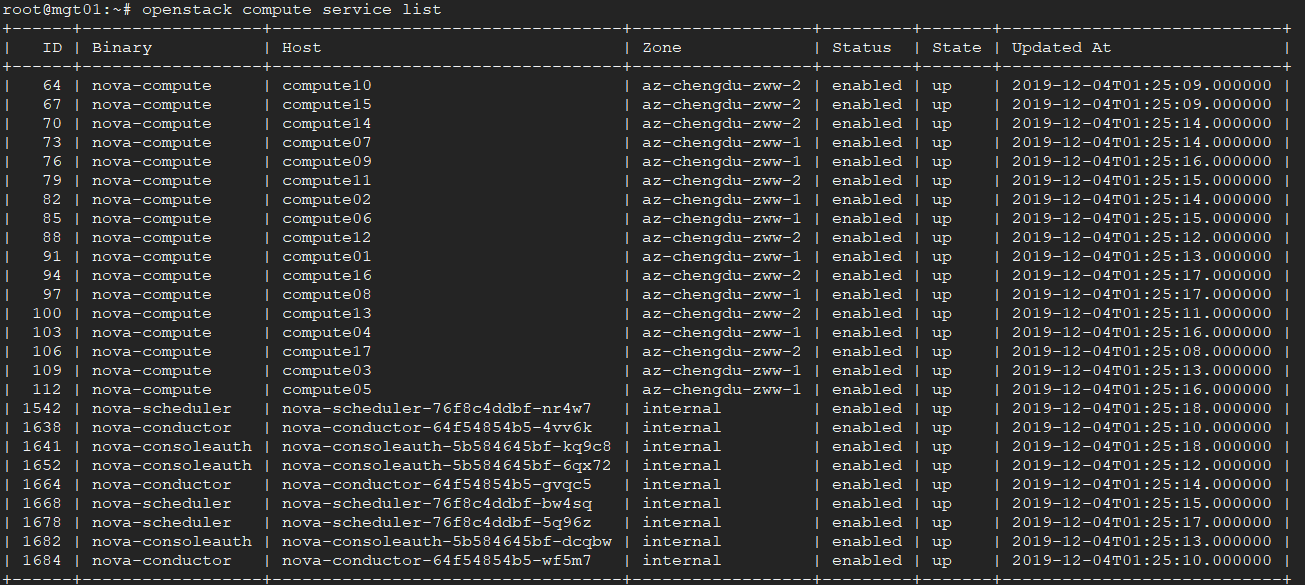 root@mgt01:~# openstack compute service list
+------+------------------+------------------------------------+------------------+---------+-------+----------------------------+
|   ID | Binary           | Host                               | Zone             | Status  | State | Updated At                 |
+------+------------------+------------------------------------+------------------+---------+-------+----------------------------+
|   64 | nova-compute     | compute10                          | az-chengdu-zww-2 | enabled | up    | 2019-12-04T01:25:09.000000 |
|   67 | nova-compute     | compute15                          | az-chengdu-zww-2 | enabled | up    | 2019-12-04T01:25:09.000000 |
|   70 | nova-compute     | compute14                          | az-chengdu-zww-2 | enabled | up    | 2019-12-04T01:25:14.000000 |
|   73 | nova-compute     | compute07                          | az-chengdu-zww-1 | enabled | up    | 2019-12-04T01:25:14.000000 |
|   76 | nova-compute     | compute09                          | az-chengdu-zww-1 | enabled | up    | 2019-12-04T01:25:16.000000 |
|   79 | nova-compute     | compute11                          | az-chengdu-zww-2 | enabled | up    | 2019-12-04T01:25:15.000000 |
|   82 | nova-compute     | compute02                          | az-chengdu-zww-1 | enabled | up    | 2019-12-04T01:25:14.000000 |
|   85 | nova-compute     | compute06                          | az-chengdu-zww-1 | enabled | up    | 2019-12-04T01:25:15.000000 |
|   88 | nova-compute     | compute12                          | az-chengdu-zww-2 | enabled | up    | 2019-12-04T01:25:12.000000 |
|   91 | nova-compute     | compute01                          | az-chengdu-zww-1 | enabled | up    | 2019-12-04T01:25:13.000000 |
|   94 | nova-compute     | compute16                          | az-chengdu-zww-2 | enabled | up    | 2019-12-04T01:25:17.000000 |
|   97 | nova-compute     | compute08                          | az-chengdu-zww-1 | enabled | up    | 2019-12-04T01:25:17.000000 |
|  100 | nova-compute     | compute13                          | az-chengdu-zww-2 | enabled | up    | 2019-12-04T01:25:11.000000 |
|  103 | nova-compute     | compute04                          | az-chengdu-zww-1 | enabled | up    | 2019-12-04T01:25:16.000000 |
|  106 | nova-compute     | compute17                          | az-chengdu-zww-2 | enabled | up    | 2019-12-04T01:25:08.000000 |
|  109 | nova-compute     | compute03                          | az-chengdu-zww-1 | enabled | up    | 2019-12-04T01:25:13.000000 |
|  112 | nova-compute     | compute05                          | az-chengdu-zww-1 | enabled | up    | 2019-12-04T01:25:16.000000 |
| 1542 | nova-scheduler   | nova-scheduler-76f8c4ddbf-nr4w7    | internal         | enabled | up    | 2019-12-04T01:25:18.000000 |
| 1638 | nova-conductor   | nova-conductor-64f54854b5-4vv6k    | internal         | enabled | up    | 2019-12-04T01:25:10.000000 |
| 1641 | nova-consoleauth | nova-consoleauth-5b584645bf-kq9c8  | internal         | enabled | up    | 2019-12-04T01:25:18.000000 |
| 1652 | nova-consoleauth | nova-consoleauth-5b584645bf-6qx72  | internal         | enabled | up    | 2019-12-04T01:25:12.000000 |
| 1664 | nova-conductor   | nova-conductor-64f54854b5-gvqc5    | internal         | enabled | up    | 2019-12-04T01:25:14.000000 |
| 1668 | nova-scheduler   | nova-scheduler-76f8c4ddbf-bw4sq    | internal         | enabled | up    | 2019-12-04T01:25:15.000000 |
| 1678 | nova-scheduler   | nova-scheduler-76f8c4ddbf-5q96z    | internal         | enabled | up    | 2019-12-04T01:25:17.000000 |
| 1682 | nova-consoleauth | nova-consoleauth-5b584645bf-dcqbw  | internal         | enabled | up    | 2019-12-04T01:25:13.000000 |
| 1684 | nova-conductor   | nova-conductor-64f54854b5-wf5m7    | internal         | enabled | up    | 2019-12-04T01:25:10.000000 |
+------+------------------+------------------------------------+------------------+---------+-------+----------------------------+